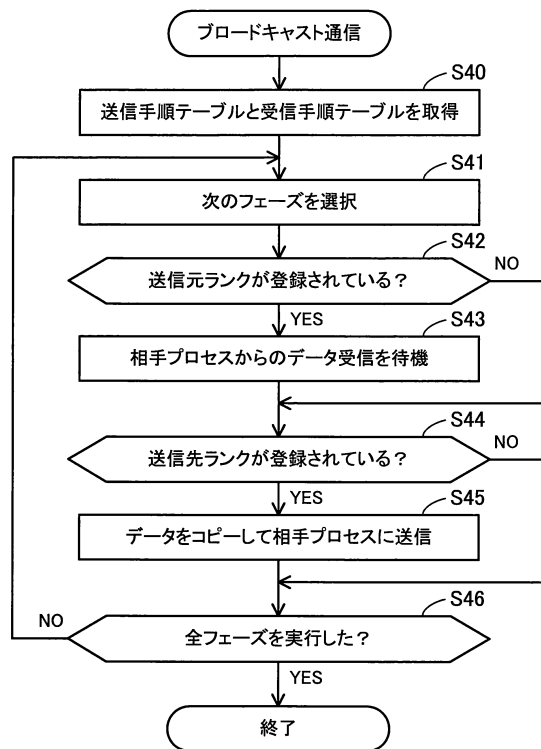 ブロードキャスト通信
S40
送信手順テーブルと受信手順テーブルを取得
S41
次のフェーズを選択
S42
送信元ランクが登録されている?
NO
YES
S43
相手プロセスからのデータ受信を待機
S44
送信先ランクが登録されている?
NO
YES
S45
データをコピーして相手プロセスに送信
S46
NO
全フェーズを実行した?
YES
終了